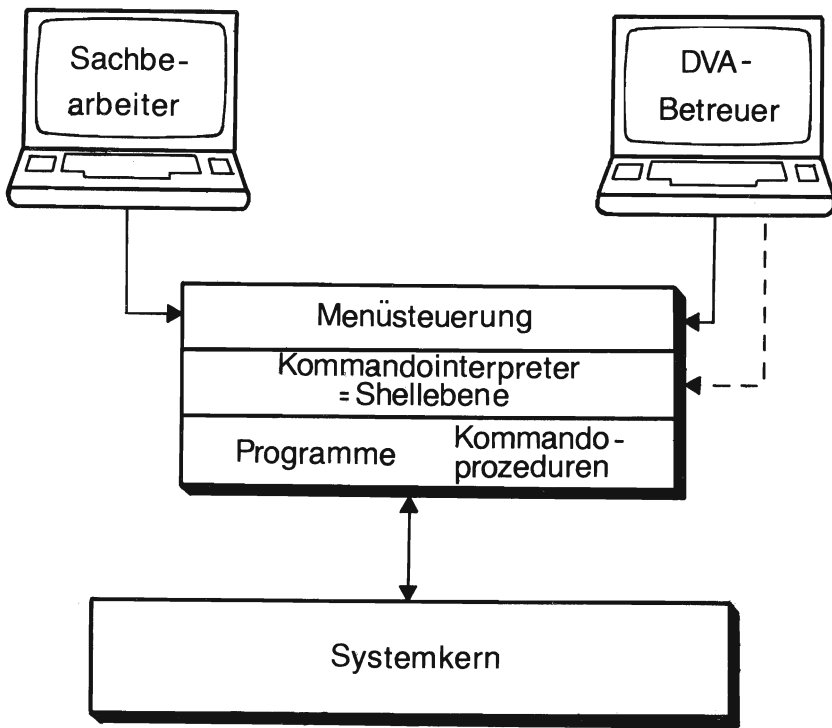 Sachbe-
arbeiter
DVA-
Betreuer
Menüsteuerung
Kommandointerpreter
= Shellebene
Programme
Kommando-
prozeduren
Systemkern